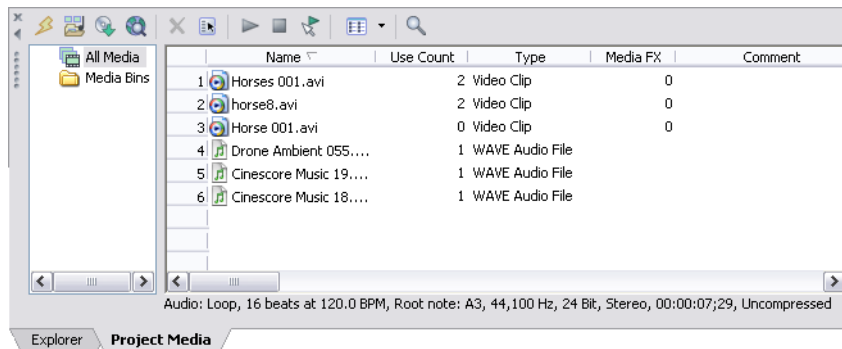 All Media
Media Bins
Name Use Count Type Media FX Comment
1 Horses 001.avi 2 Video Clip 0
2 horse8.avi 2 Video Clip 0
3 Horse 001.avi 0 Video Clip 0
4 Drone Ambient 055.... 1 WAVE Audio File
5 Cinescore Music 19.... 1 WAVE Audio File
6 Cinescore Music 18.... 1 WAVE Audio File
Audio: Loop, 16 beats at 120.0 BPM, Root note: A3, 44,100 Hz, 24 Bit, Stereo, 00:00:07;29, Uncompressed
Explorer Project Media